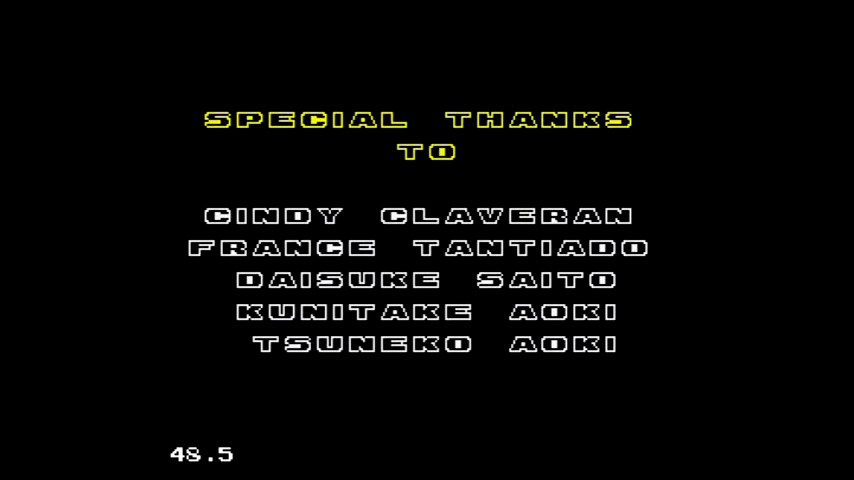 SPECIAL THANKS
TO
CINDY CLAVERAN
FRANCE TANTIADO
DAISUKE SAITO
KUNITAKE AOKI
TSUNEKO AOKI
48.5